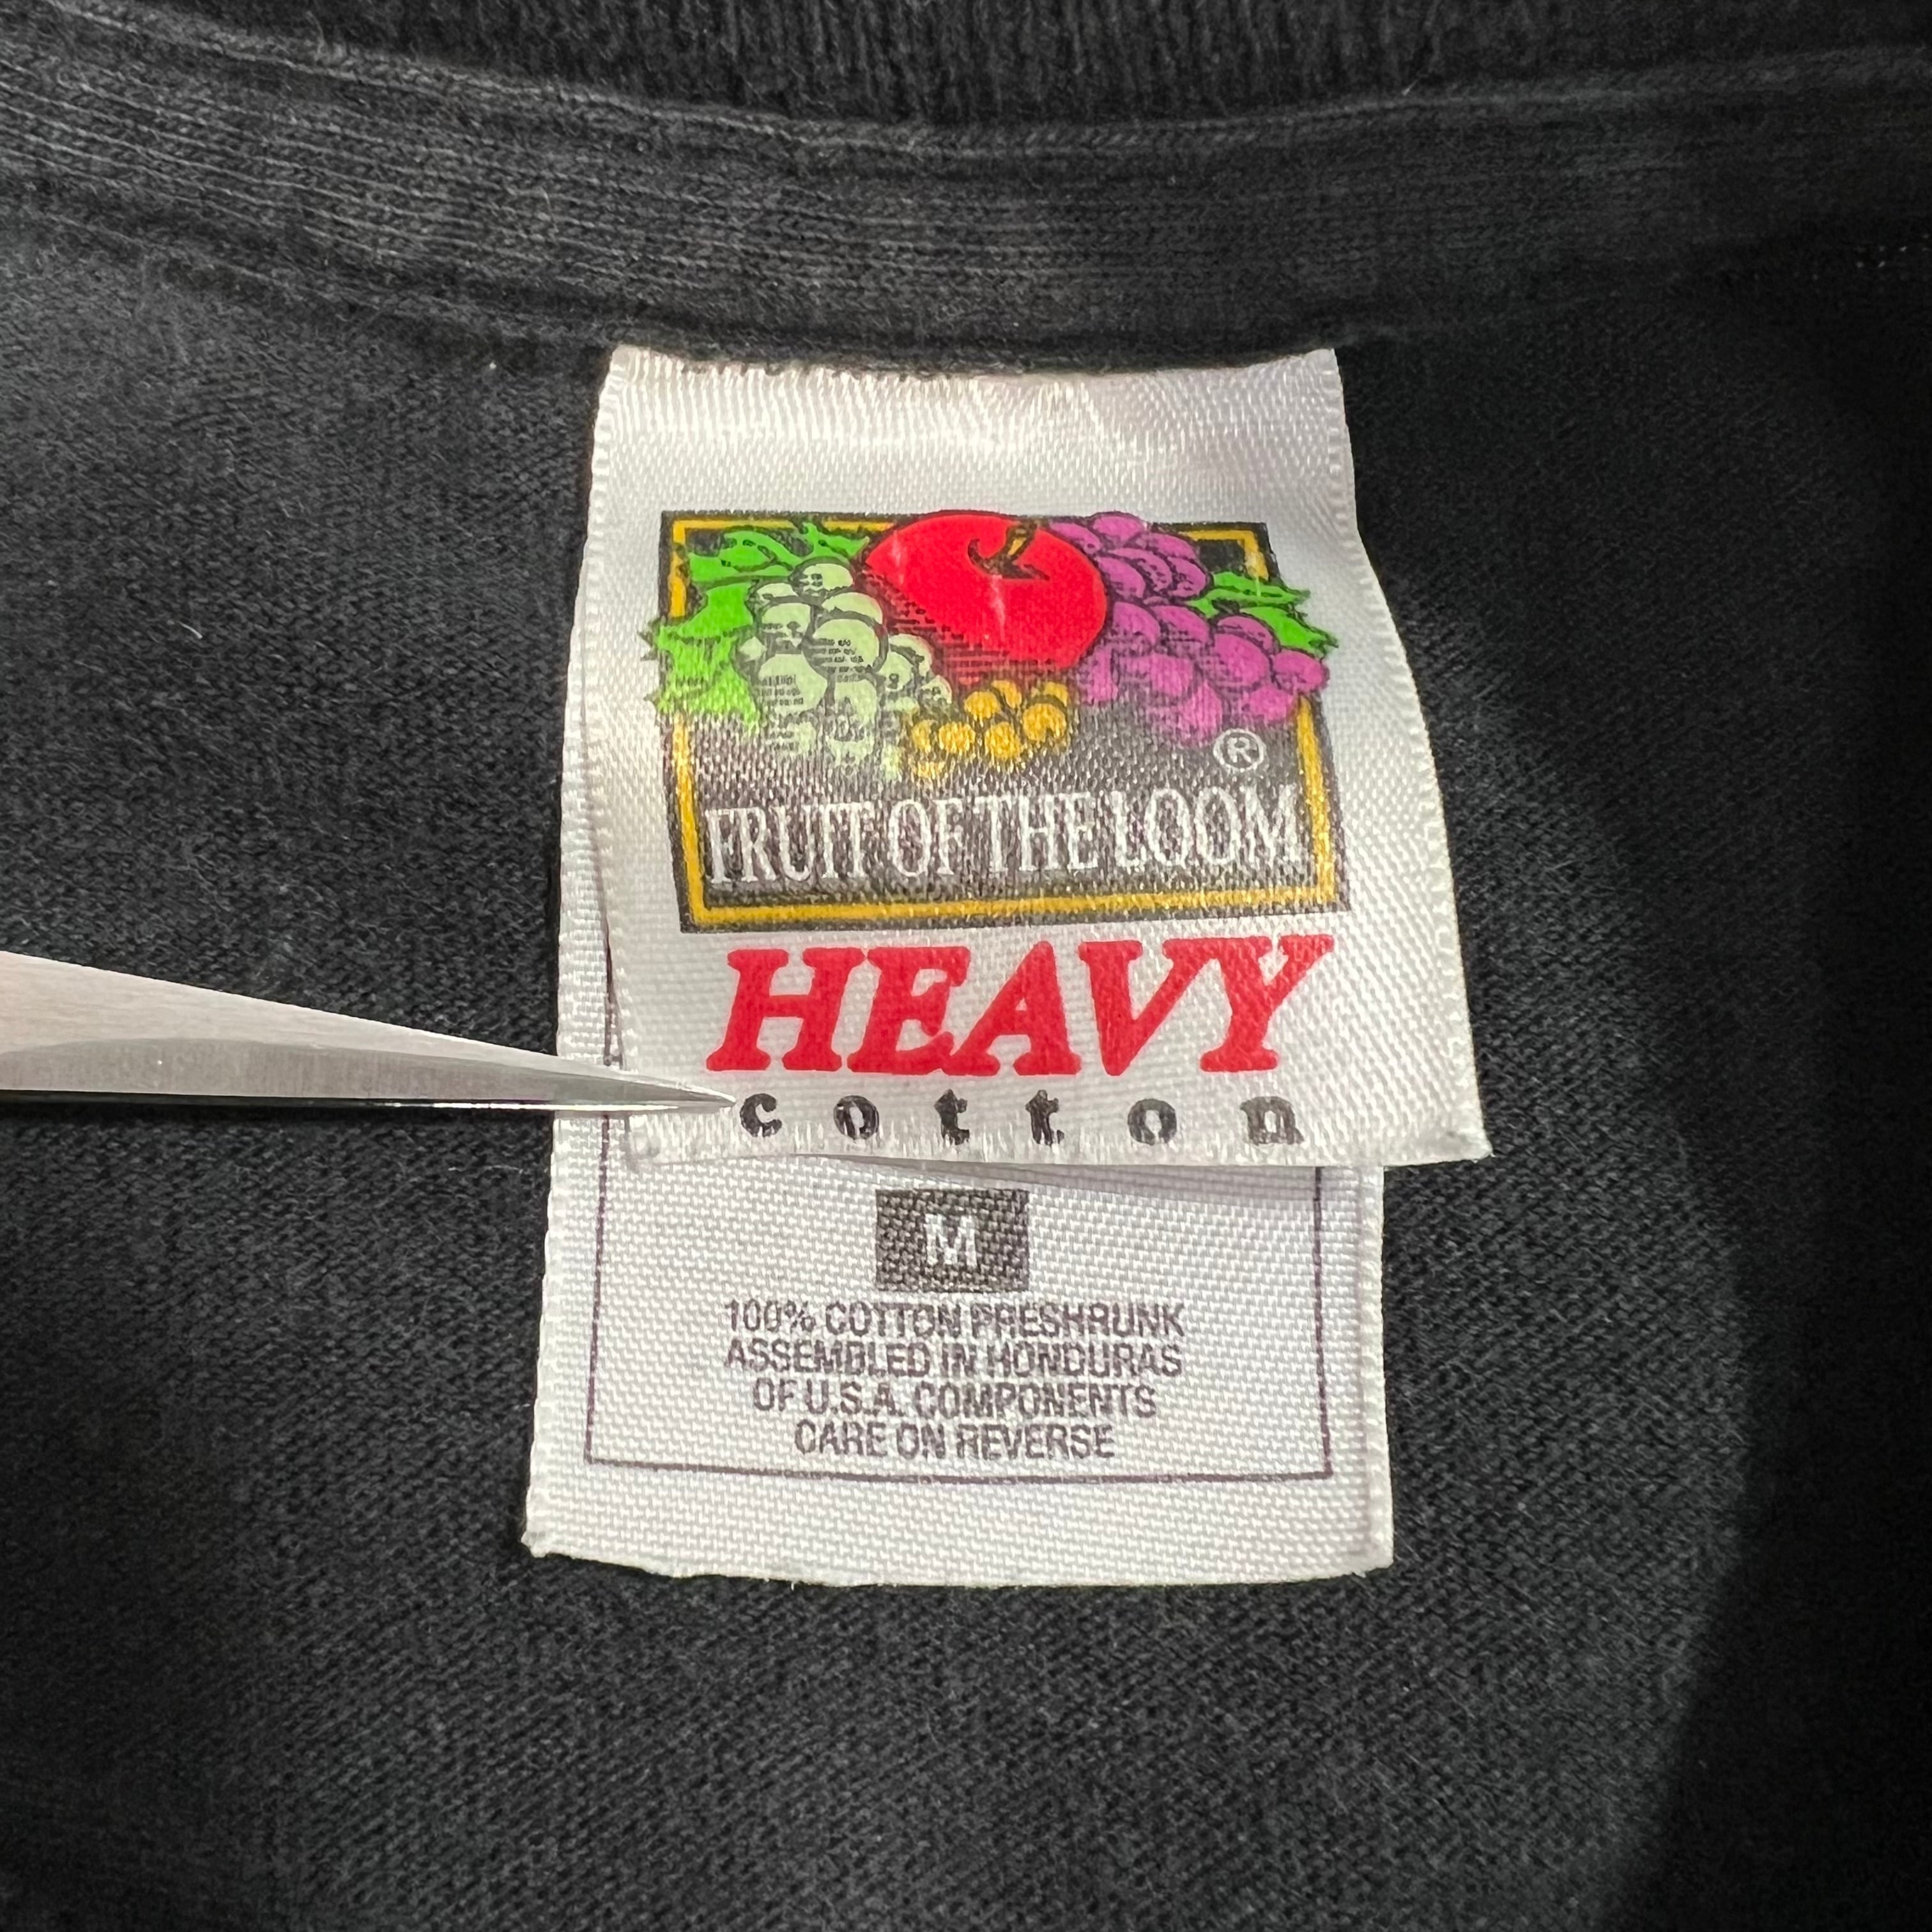 ®
FRUIT OF THE LOOM
HEAVY
cotton
M
100% COTTON PRESHRUNK
ASSEMBLED IN HONDURAS
OF U.S.A. COMPONENTS
CARE ON REVERSE